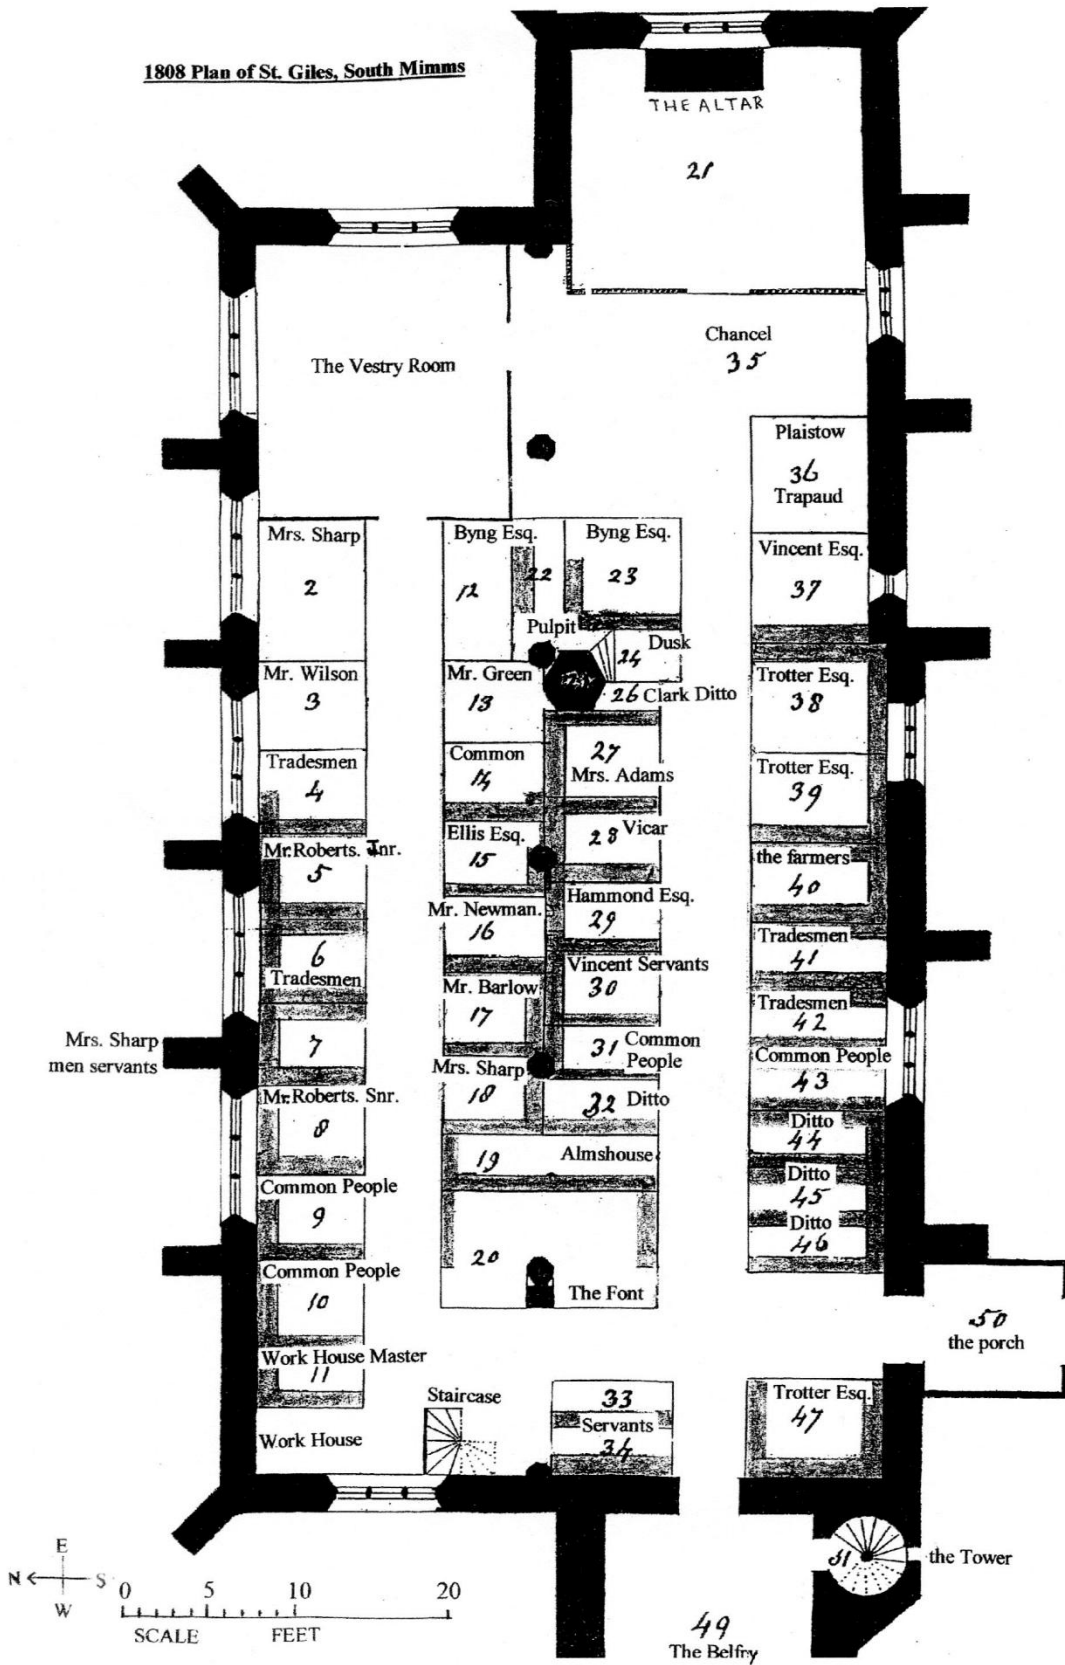 1808 Plan of St. Giles, South Mimms
THE ALTAR
21
Chancel
35
The Vestry Room
Plaistow
36
Trapaud
Mrs. Sharp
2
Byng Esq.
12
22
Byng Esq.
23
Vincent Esq.
37
Pulpit
Dusk
24
Mr. Wilson
3
Mr. Green
13
26 Clark Ditto
Trotter Esq.
38
Tradesmen
4
Common
14
27
Mrs. Adams
Trotter Esq.
39
Mr. Roberts. Jnr.
5
Ellis Esq.
15
28 Vicar
the farmers
40
Mr. Newman.
16
Hammond Esq.
29
6
Tradesmen
Vincent Servants
30
Tradesmen
41
Mr. Barlow
17
Tradesmen
42
Mrs. Sharp
men servants
7
31 Common
People
Common People
43
Mrs. Sharp
18
Mr. Roberts. Snr.
8
32 Ditto
Ditto
44
19 Almshouse
Ditto
45
Common People
9
Ditto
46
20
The Font
Common People
10
50
the porch
Work House Master
11
Staircase
33
Servants
34
Trotter Esq.
47
Work House
51 the Tower
49
The Belfry
E
N S
W
0 5 10 20
SCALE FEET